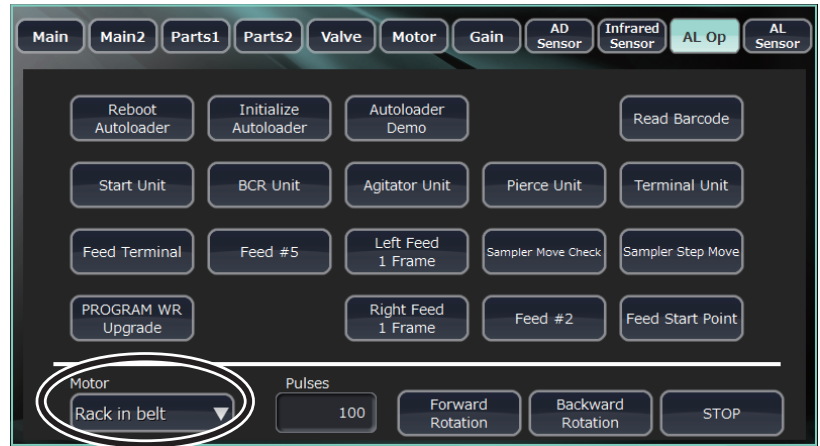 Main
Main2
Parts1
Parts2
Valve
Motor
Gain
AD
Sensor
Infrared
Sensor
AL Op
AL
Sensor
Reboot
Autoloader
Initialize
Autoloader
Autoloader
Demo
Read Barcode
Start Unit
BCR Unit
Agitator Unit
Pierce Unit
Terminal Unit
Feed Terminal
Feed #5
Left Feed
1 Frame
Sampler Move Check
Sampler Step Move
PROGRAM WR
Upgrade
Right Feed
1 Frame
Feed #2
Feed Start Point
Motor
Rack in belt
Pulses
100
Forward
Rotation
Backward
Rotation
STOP